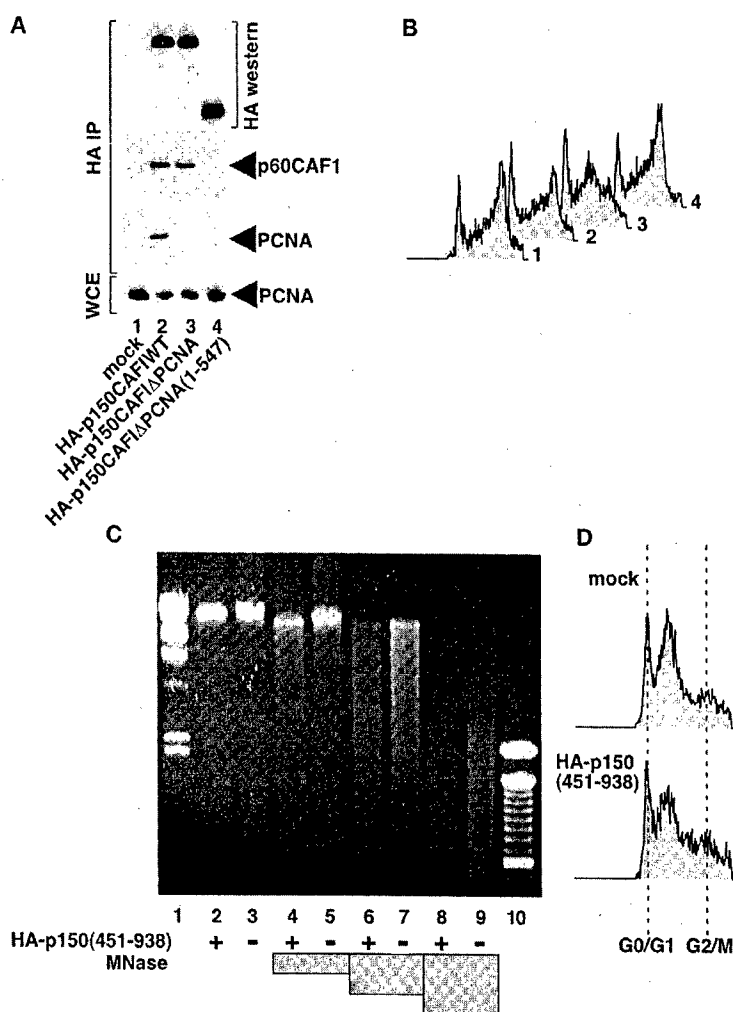 A
HA IP
HA western
p60CAF1
PCNA
WCE
PCNA
1 2 3 4
mock
HA-p150CAFIWT
HA-p150CAFIΔPCNA
HA-p150CAFIΔPCNA(1-547)
B
1
2
3
4
C
1 2 3 4 5 6 7 8 9 10
HA-p150(451-938) + - + - + - + -
MNase
D
mock
HA-p150
(451-938)
G0/G1 G2/M